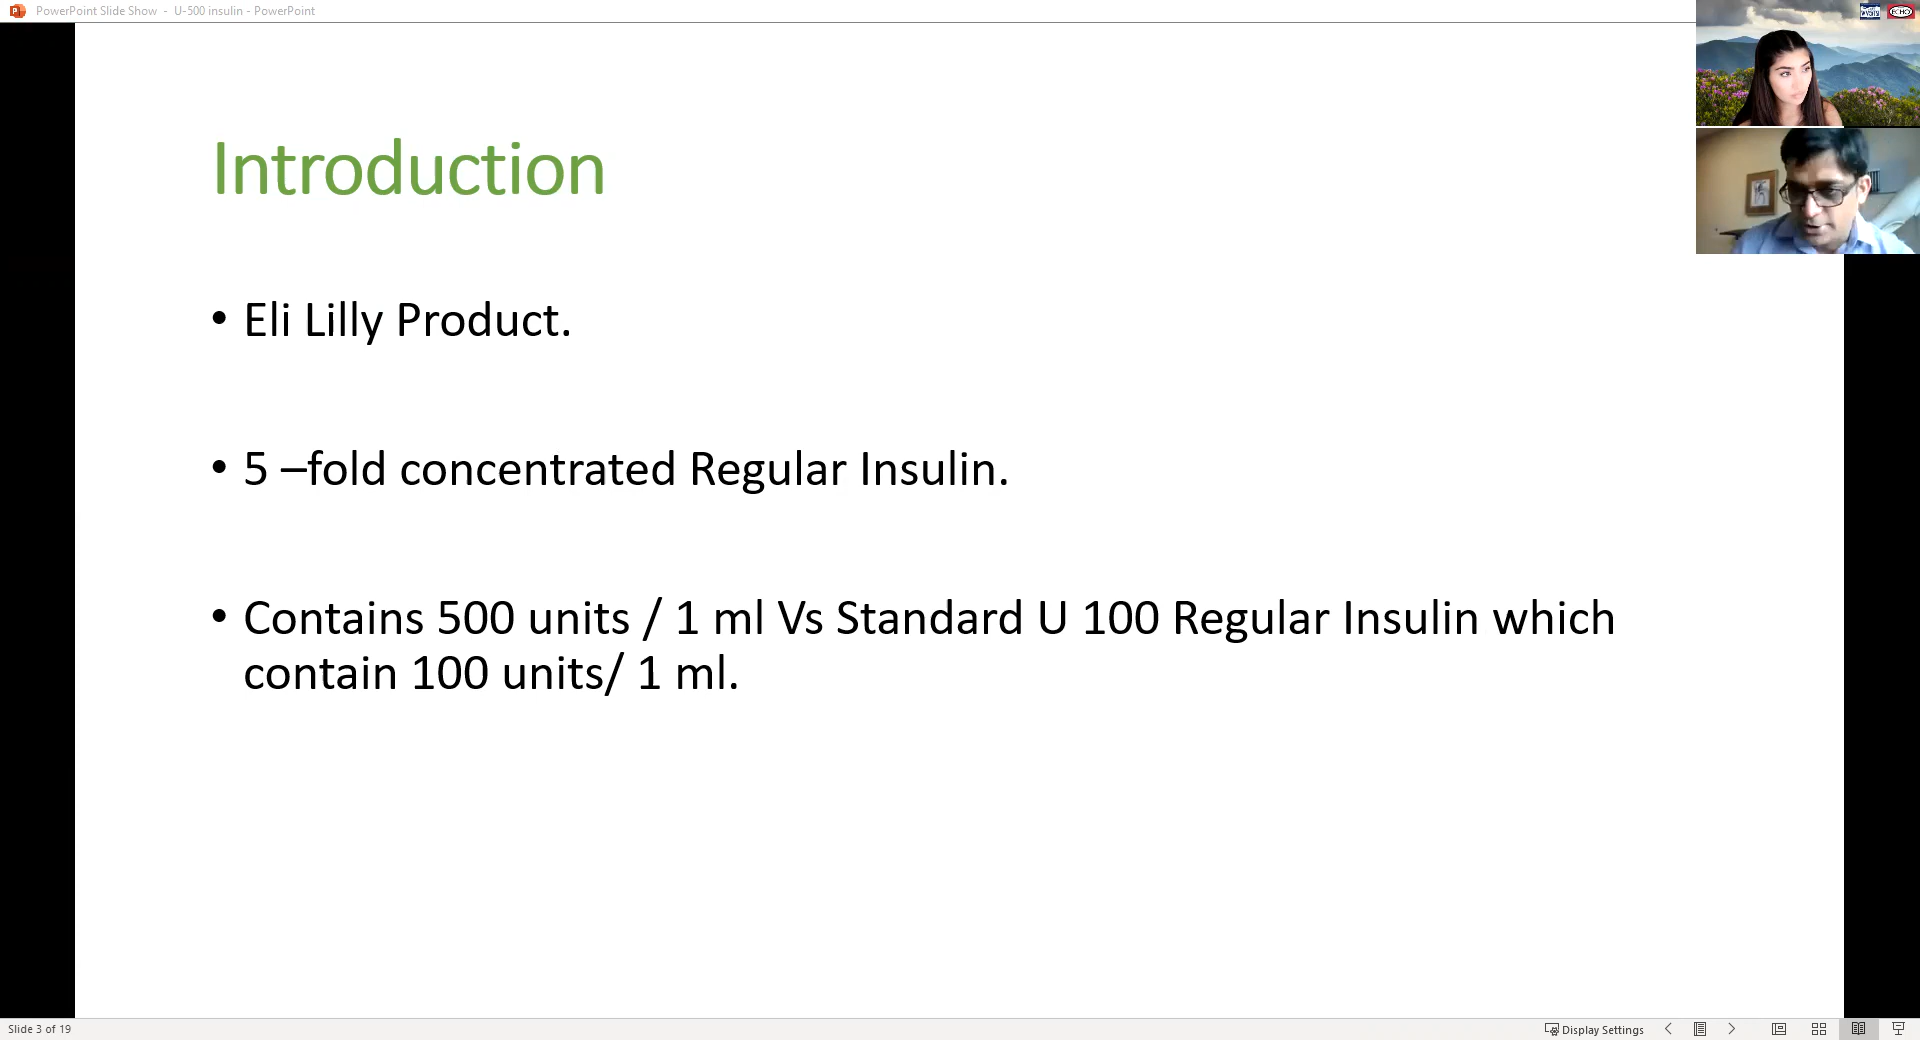 PowerPoint Slide Show - U-500 insulin - PowerPoint
ECHO
Introduction
• Eli Lilly Product.
• 5 –fold concentrated Regular Insulin.
• Contains 500 units / 1 ml Vs Standard U 100 Regular Insulin which
contain 100 units/ 1 ml.
Slide 3 of 19
Display Settings